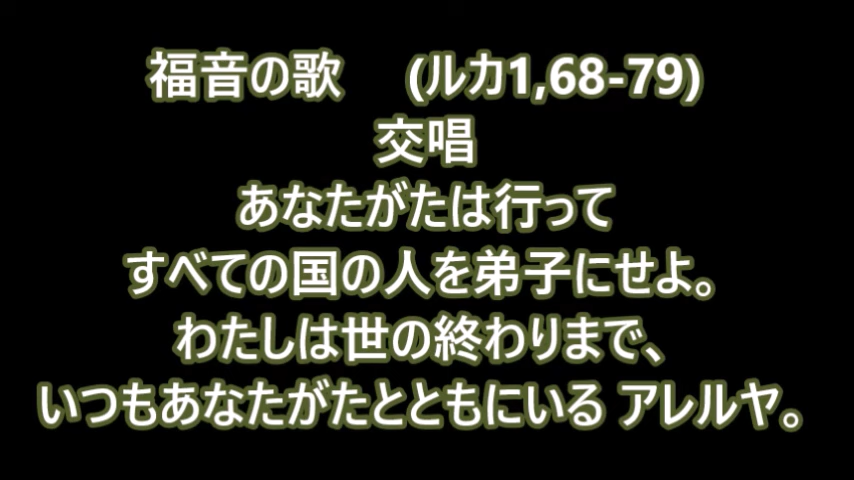 福音の歌　(ルカ1,68-79)
交唱
あなたがたは行って
すべての国の人を弟子にせよ。
わたしは世の終わりまで、
いつもあなたがたとともにいる アレルヤ。